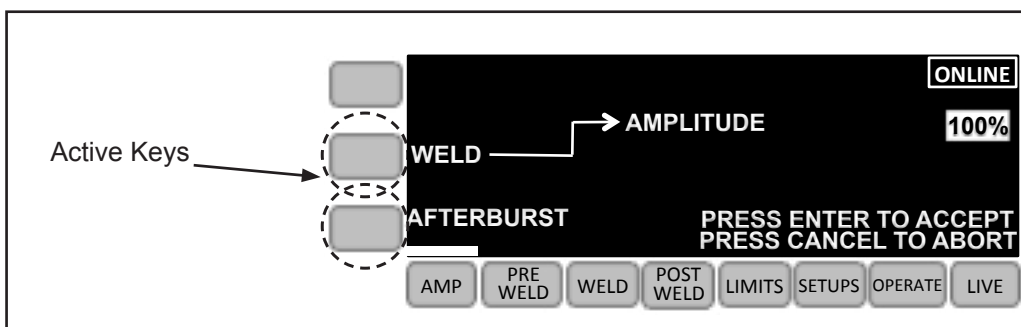 ONLINE
AMPLITUDE 100%
Active Keys
WELD
AFTERBURST
PRESS ENTER TO ACCEPT
PRESS CANCEL TO ABORT
AMP
PRE
WELD
WELD
POST
WELD
LIMITS
SETUPS
OPERATE
LIVE